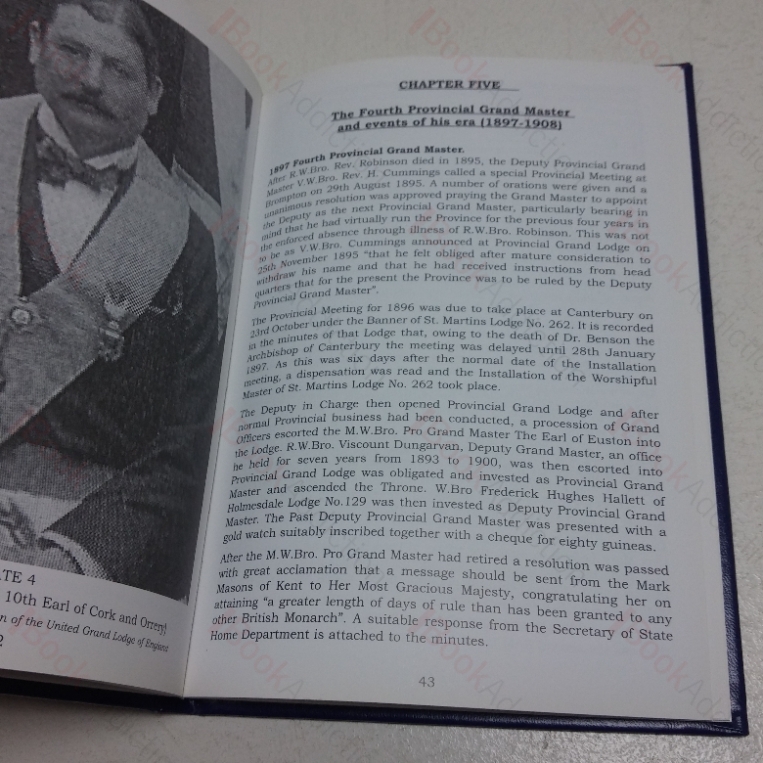 ATE 4
10th Earl of Cork and Orrery)
n of the United Grand Lodge of England
2
CHAPTER FIVE
The Fourth Provincial Grand Master
and events of his era (1897-1908)
1897 Fourth Provincial Grand Master.
After R.W.Bro. Rev. Robinson died in 1895, the Deputy Provincial Grand
Master V.W.Bro. Rev. H. Cummings called a special Provincial Meeting at
Brompton on 29th August 1895. A number of orations were given and a
unanimous resolution was approved praying the Grand Master to appoint
the Deputy as the next Provincial Grand Master, particularly bearing in
mind that he had virtually run the Province for the previous four years in
the enforced absence through illness of R.W.Bro. Robinson. This was not
to be as V.W.Bro. Cummings announced at Provincial Grand Lodge on
25th November 1895 "that he felt obliged after mature consideration to
withdraw his name and that he had received instructions from head
quarters that for the present the Province was to be ruled by the Deputy
Provincial Grand Master".
The Provincial Meeting for 1896 was due to take place at Canterbury on
23rd October under the Banner of St. Martins Lodge No. 262. It is recorded
in the minutes of that Lodge that, owing to the death of Dr. Benson the
Archbishop of Canterbury the meeting was delayed until 28th January
1897. As this was six days after the normal date of the Installation
meeting, a dispensation was read and the Installation of the Worshipful
Master of St. Martins Lodge No. 262 took place.
The Deputy in Charge then opened Provincial Grand Lodge and after
normal Provincial business had been conducted, a procession of Grand
Officers escorted the M.W.Bro. Pro Grand Master The Earl of Euston into
the Lodge. R.W.Bro. Viscount Dungarvan, Deputy Grand Master, an office
he held for seven years from 1893 to 1900, was then escorted into
Provincial Grand Lodge was obligated and invested as Provincial Grand
Master and ascended the Throne. W.Bro Frederick Hughes Hallett of
Holmesdale Lodge No.129 was then invested as Deputy Provincial Grand
Master. The Past Deputy Provincial Grand Master was presented with a
gold watch suitably inscribed together with a cheque for eighty guineas.
After the M.W.Bro. Pro Grand Master had retired a resolution was passed
with great acclamation that a message should be sent from the Mark
Masons of Kent to Her Most Gracious Majesty, congratulating her on
attaining "a greater length of days of rule than has been granted to any
other British Monarch". A suitable response from the Secretary of State
Home Department is attached to the minutes.
43
BookAddiction